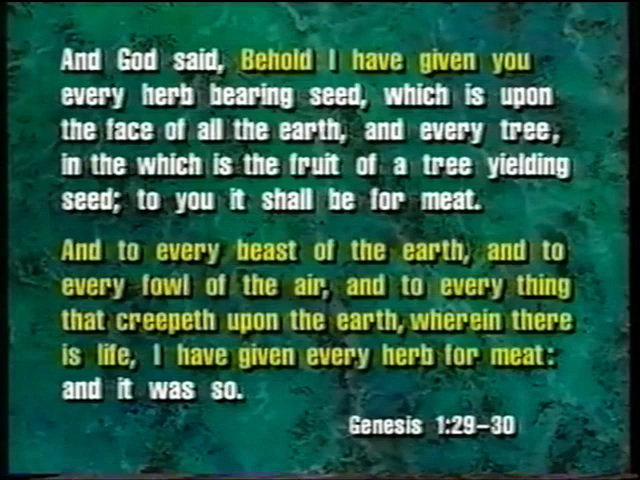 And God said, Behold I have given you
every herb bearing seed, which is upon
the face of all the earth, and every tree,
in the which is the fruit of a tree yielding
seed; to you it shall be for meat.
And to every beast of the earth, and to
every fowl of the air, and to every thing
that creepeth upon the earth, wherein there
is life, I have given every herb for meat:
and it was so.
Genesis 1:29–30